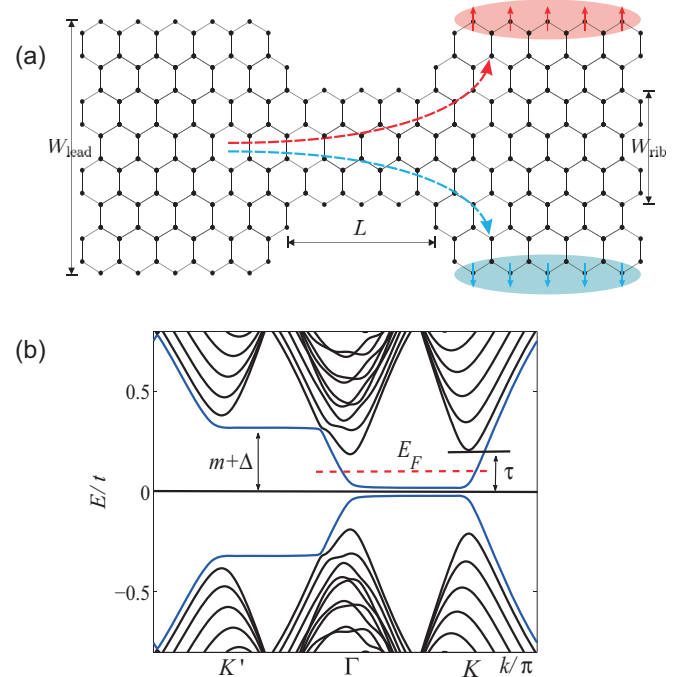 (a)
W_lead
W_rib
L
(b)
E/t
0.5
0
−0.5
m+Δ
E_F
τ
K'
Γ
K
k/π